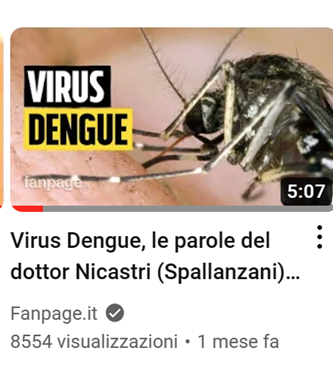 VIRUS
DENGUE
fanpage
5:07
Virus Dengue, le parole del
dottor Nicastri (Spallanzani)...
Fanpage.it
8554 visualizzazioni • 1 mese fa